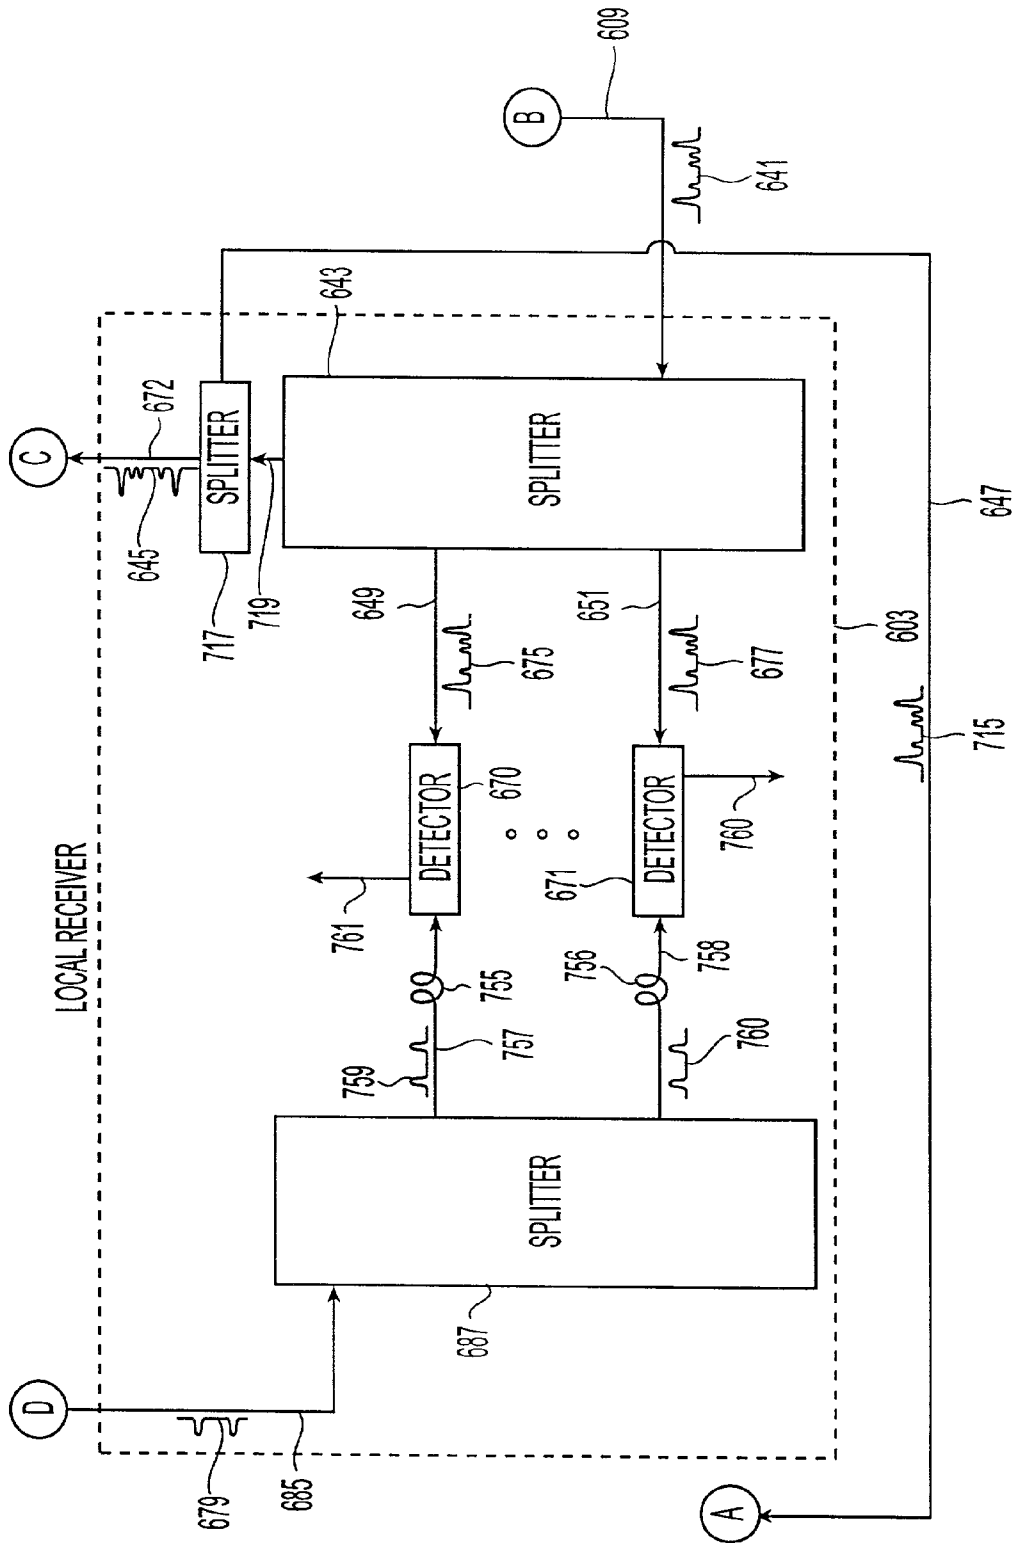 LOCAL RECEIVER
D
679
685
687
SPLITTER
759
757
755
761
DETECTOR
670
760
756
758
671
DETECTOR
760
649
675
651
677
C
672
645
717
SPLITTER
719
643
SPLITTER
B
609
641
603
647
715
A